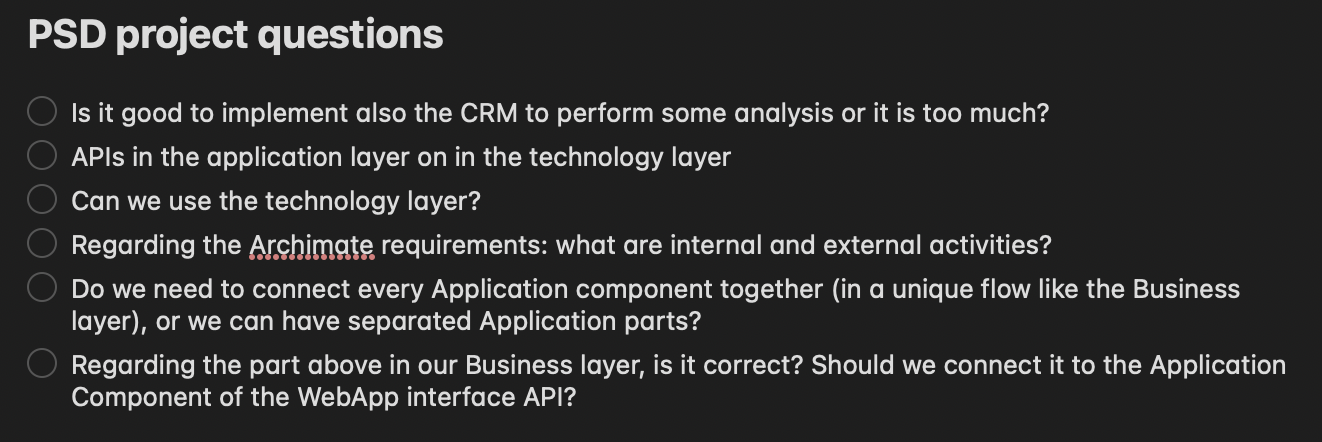 PSD project questions
Is it good to implement also the CRM to perform some analysis or it is too much?
APIs in the application layer on in the technology layer
Can we use the technology layer?
Regarding the Archimate requirements: what are internal and external activities?
Do we need to connect every Application component together (in a unique flow like the Business
layer), or we can have separated Application parts?
Regarding the part above in our Business layer, is it correct? Should we connect it to the Application
Component of the WebApp interface API?